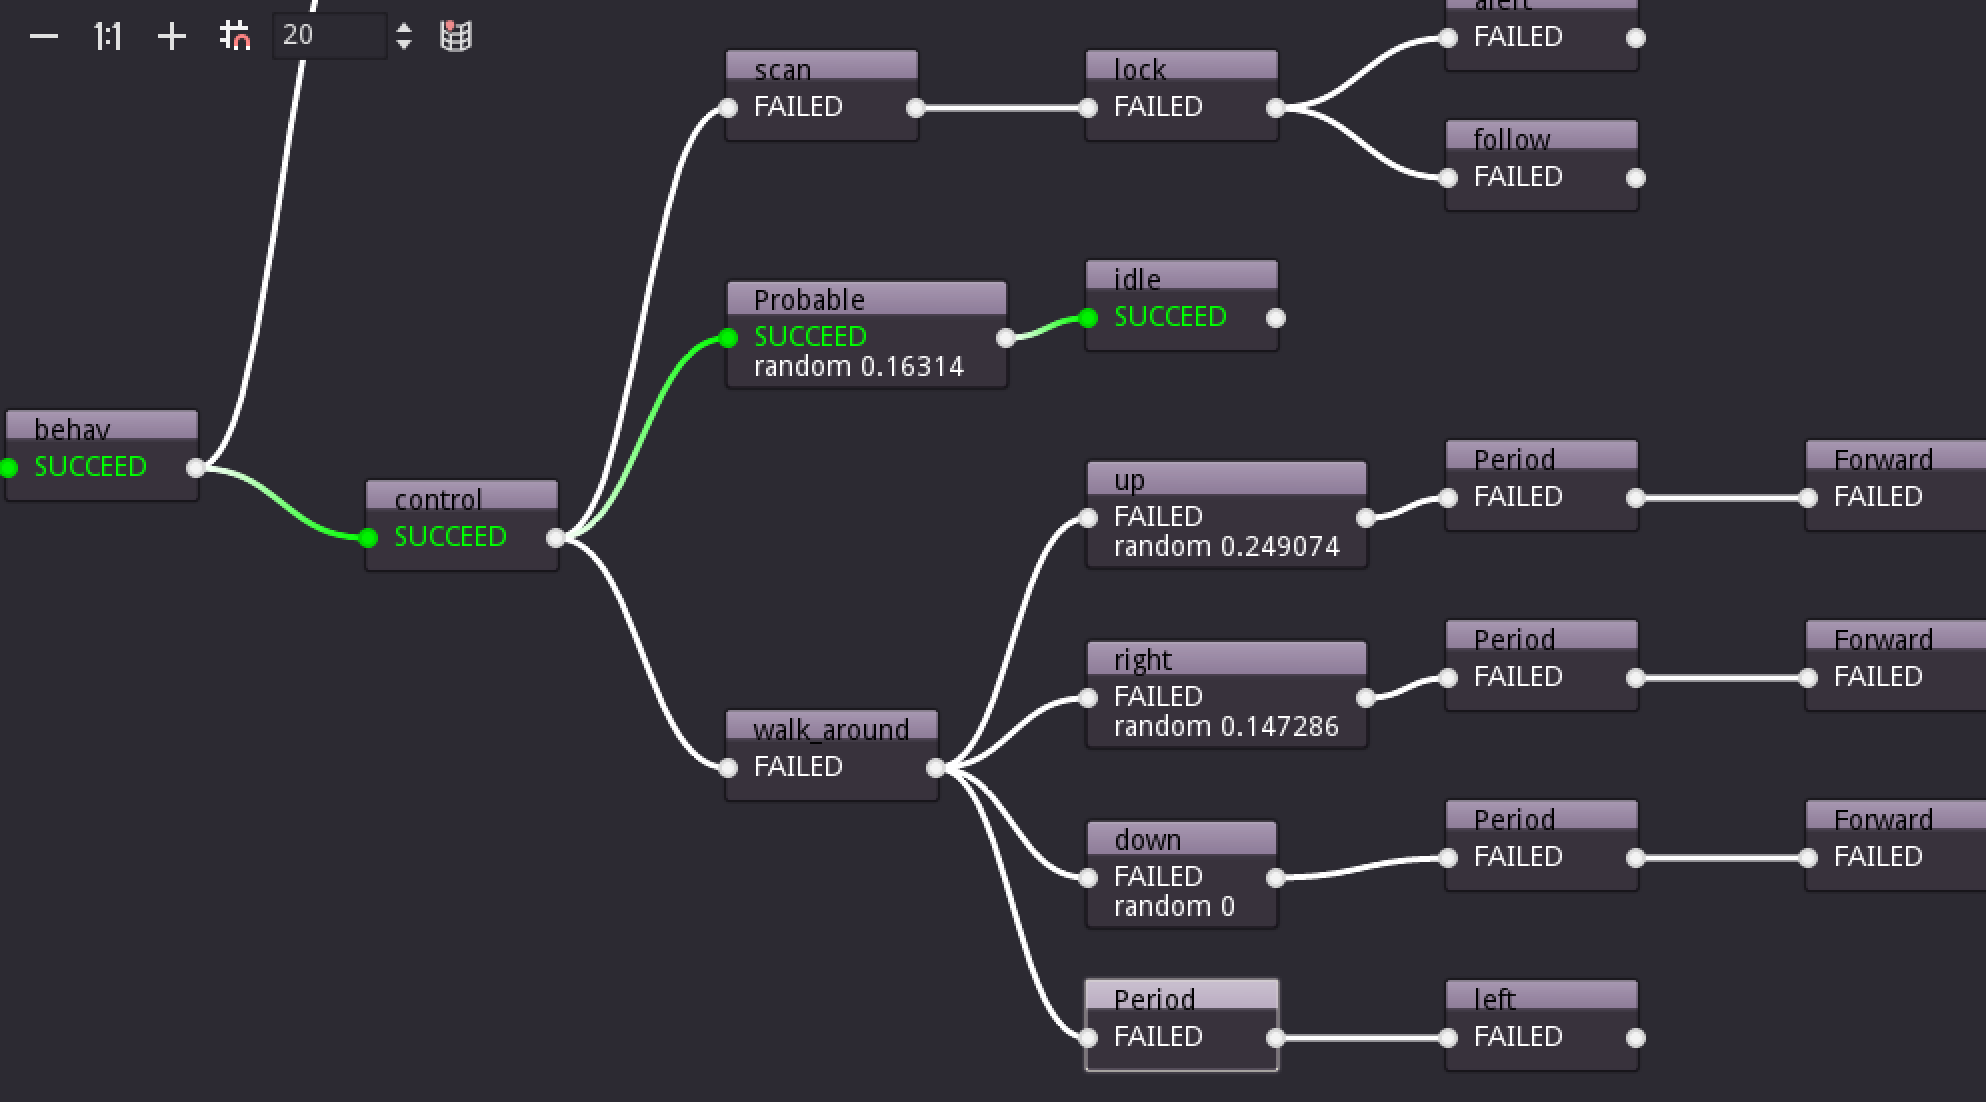 1:1
20
alert
FAILED
scan
FAILED
lock
FAILED
follow
FAILED
Probable
SUCCEED
random 0.16314
idle
SUCCEED
behav
SUCCEED
control
SUCCEED
up
FAILED
random 0.249074
Period
FAILED
Forward
FAILED
right
FAILED
random 0.147286
Period
FAILED
Forward
FAILED
walk_around
FAILED
down
FAILED
random 0
Period
FAILED
Forward
FAILED
Period
FAILED
left
FAILED